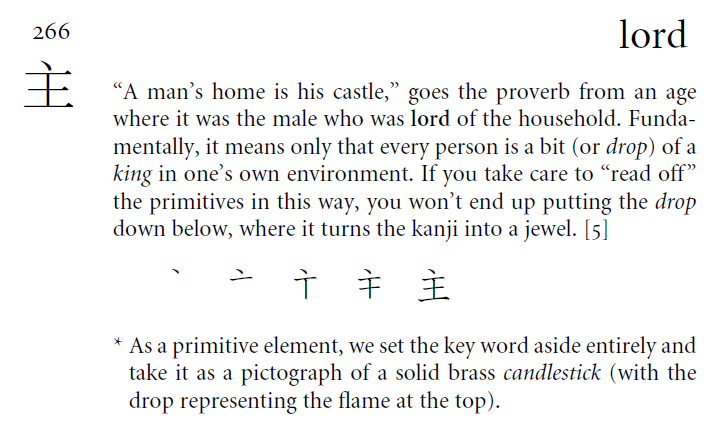 266
lord
主
“A man’s home is his castle,” goes the proverb from an age
where it was the male who was lord of the household. Funda-
mentally, it means only that every person is a bit (or drop) of a
king in one’s own environment. If you take care to “read off”
the primitives in this way, you won’t end up putting the drop
down below, where it turns the kanji into a jewel. [5]
丶 亠 亍 𠦄 主
* As a primitive element, we set the key word aside entirely and
take it as a pictograph of a solid brass candlestick (with the
drop representing the flame at the top).